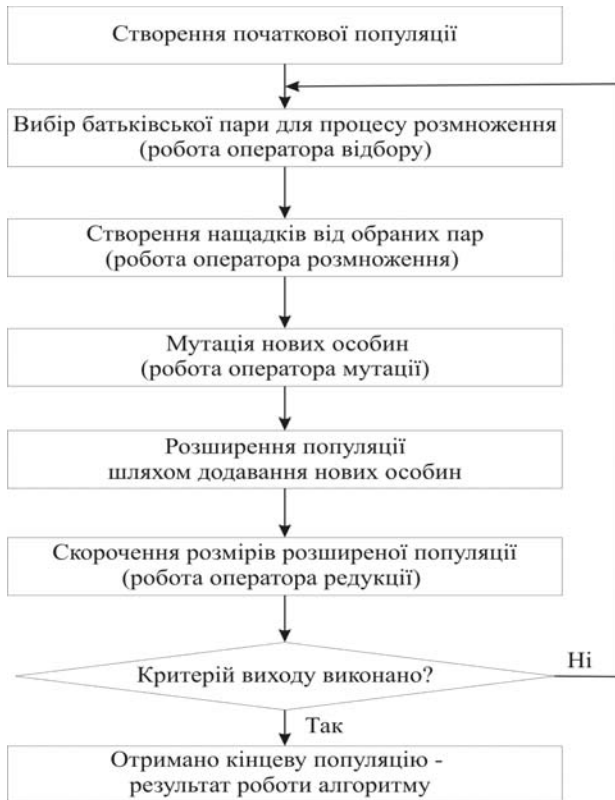 Створення початкової популяції
Вибір батьківської пари для процесу розмноження
(робота оператора відбору)
Створення нащадків від обраних пар
(робота оператора розмноження)
Мутація нових особин
(робота оператора мутації)
Розширення популяції
шляхом додавання нових особин
Скорочення розмірів розширеної популяції
(робота оператора редукції)
Критерій виходу виконано?
Ні
Так
Отримано кінцеву популяцію -
результат роботи алгоритму